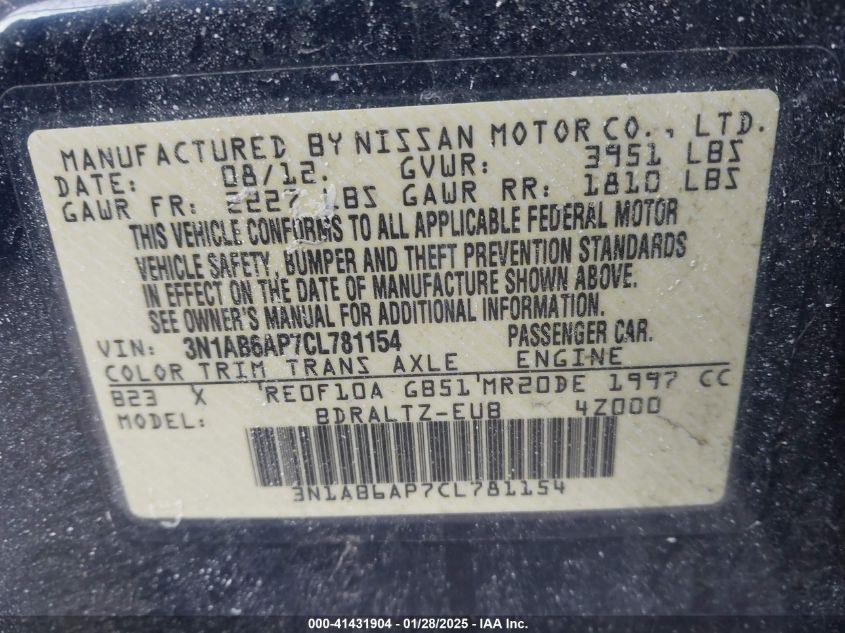 MANUFACTURED BY NISSAN MOTOR CO., LTD.
DATE: 08/12. GVWR: 3951 LBS
GAWR FR: 2227 LBS GAWR RR: 1810 LBS
THIS VEHICLE CONFORMS TO ALL APPLICABLE FEDERAL MOTOR
VEHICLE SAFETY, BUMPER AND THEFT PREVENTION STANDARDS
IN EFFECT ON THE DATE OF MANUFACTURE SHOWN ABOVE.
SEE OWNER'S MANUAL FOR ADDITIONAL INFORMATION.
VIN: 3N1AB6AP7CL781154 PASSENGER CAR.
COLOR TRIM TRANS AXLE ENGINE
B23 X 'RE0F10A GB51'MR20DE 1997 CC
MODEL: BDRALTZ-EUB 4Z000
3N1AB6AP7CL781154
000-41431904 - 01/28/2025 - IAA Inc.